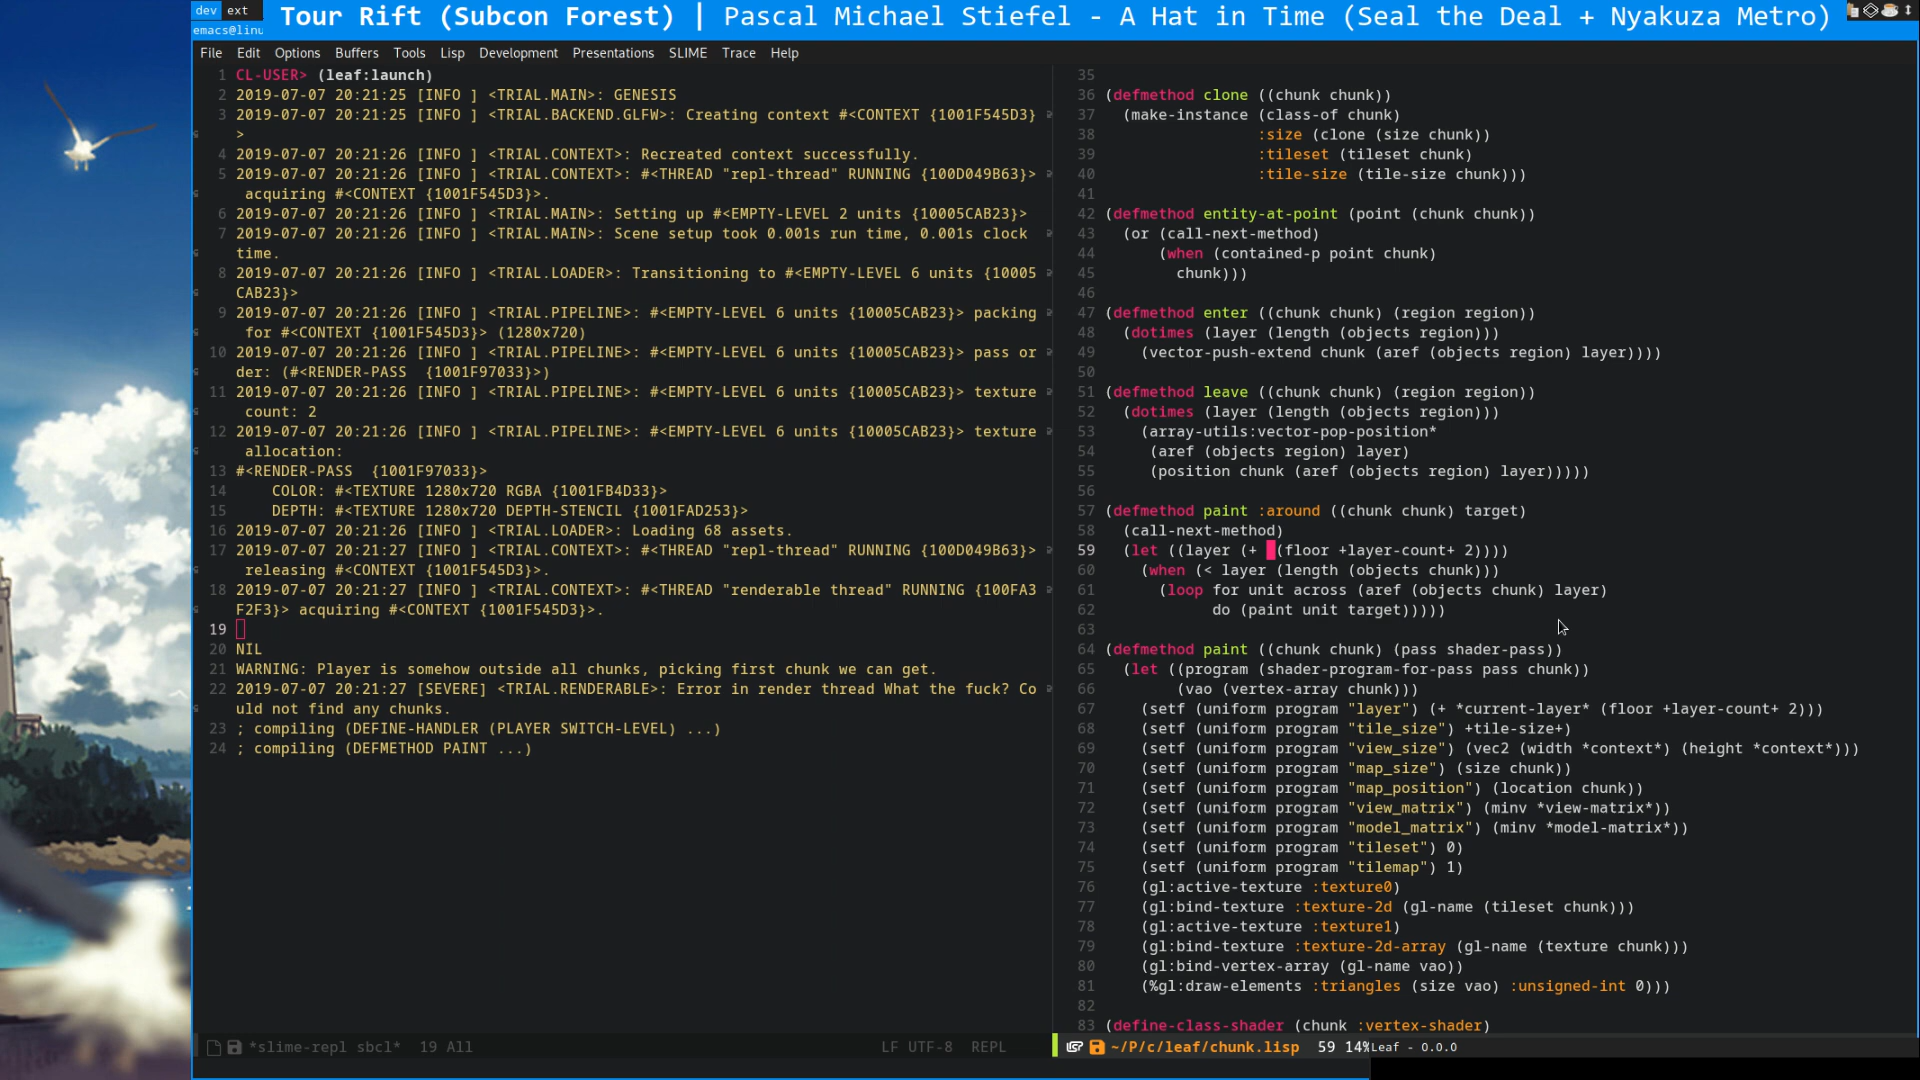 dev ext
emacs@linu
Tour Rift (Subcon Forest) | Pascal Michael Stiefel - A Hat in Time (Seal the Deal + Nyakuza Metro)
File Edit Options Buffers Tools Lisp Development Presentations SLIME Trace Help
1 CL-USER> (leaf:launch)
2 2019-07-07 20:21:25 [INFO ] <TRIAL.MAIN>: GENESIS
3 2019-07-07 20:21:25 [INFO ] <TRIAL.BACKEND.GLFW>: Creating context #<CONTEXT {1001F545D3}
>
4 2019-07-07 20:21:26 [INFO ] <TRIAL.CONTEXT>: Recreated context successfully.
5 2019-07-07 20:21:26 [INFO ] <TRIAL.CONTEXT>: #<THREAD "repl-thread" RUNNING {100D049B63}>
acquiring #<CONTEXT {1001F545D3}>.
6 2019-07-07 20:21:26 [INFO ] <TRIAL.MAIN>: Setting up #<EMPTY-LEVEL 2 units {10005CAB23}>
7 2019-07-07 20:21:26 [INFO ] <TRIAL.MAIN>: Scene setup took 0.001s run time, 0.001s clock
time.
8 2019-07-07 20:21:26 [INFO ] <TRIAL.LOADER>: Transitioning to #<EMPTY-LEVEL 6 units {10005
CAB23}>
9 2019-07-07 20:21:26 [INFO ] <TRIAL.PIPELINE>: #<EMPTY-LEVEL 6 units {10005CAB23}> packing
for #<CONTEXT {1001F545D3}> (1280x720)
10 2019-07-07 20:21:26 [INFO ] <TRIAL.PIPELINE>: #<EMPTY-LEVEL 6 units {10005CAB23}> pass or
der: (#<RENDER-PASS  {1001F97033}>)
11 2019-07-07 20:21:26 [INFO ] <TRIAL.PIPELINE>: #<EMPTY-LEVEL 6 units {10005CAB23}> texture
count: 2
12 2019-07-07 20:21:26 [INFO ] <TRIAL.PIPELINE>: #<EMPTY-LEVEL 6 units {10005CAB23}> texture
allocation:
13 #<RENDER-PASS  {1001F97033}>
14     COLOR: #<TEXTURE 1280x720 RGBA {1001FB4D33}>
15     DEPTH: #<TEXTURE 1280x720 DEPTH-STENCIL {1001FAD253}>
16 2019-07-07 20:21:26 [INFO ] <TRIAL.LOADER>: Loading 68 assets.
17 2019-07-07 20:21:27 [INFO ] <TRIAL.CONTEXT>: #<THREAD "repl-thread" RUNNING {100D049B63}>
releasing #<CONTEXT {1001F545D3}>.
18 2019-07-07 20:21:27 [INFO ] <TRIAL.CONTEXT>: #<THREAD "renderable thread" RUNNING {100FA3
F2F3}> acquiring #<CONTEXT {1001F545D3}>.
19
20 NIL
21 WARNING: Player is somehow outside all chunks, picking first chunk we can get.
22 2019-07-07 20:21:27 [SEVERE] <TRIAL.RENDERABLE>: Error in render thread What the fuck? Co
uld not find any chunks.
23 ; compiling (DEFINE-HANDLER (PLAYER SWITCH-LEVEL) ...)
24 ; compiling (DEFMETHOD PAINT ...)
*slime-repl sbcl* 19 All LF UTF-8 REPL
35
36 (defmethod clone ((chunk chunk))
37   (make-instance (class-of chunk)
38                  :size (clone (size chunk))
39                  :tileset (tileset chunk)
40                  :tile-size (tile-size chunk)))
41
42 (defmethod entity-at-point (point (chunk chunk))
43   (or (call-next-method)
44       (when (contained-p point chunk)
45         chunk)))
46
47 (defmethod enter ((chunk chunk) (region region))
48   (dotimes (layer (length (objects region)))
49     (vector-push-extend chunk (aref (objects region) layer))))
50
51 (defmethod leave ((chunk chunk) (region region))
52   (dotimes (layer (length (objects region)))
53     (array-utils:vector-pop-position*
54      (aref (objects region) layer)
55      (position chunk (aref (objects region) layer)))))
56
57 (defmethod paint :around ((chunk chunk) target)
58   (call-next-method)
59   (let ((layer (+ (floor +layer-count+ 2))))
60     (when (< layer (length (objects chunk)))
61       (loop for unit across (aref (objects chunk) layer)
62             do (paint unit target)))))
63
64 (defmethod paint ((chunk chunk) (pass shader-pass))
65   (let ((program (shader-program-for-pass pass chunk))
66         (vao (vertex-array chunk)))
67     (setf (uniform program "layer") (+ *current-layer* (floor +layer-count+ 2)))
68     (setf (uniform program "tile_size") +tile-size+)
69     (setf (uniform program "view_size") (vec2 (width *context*) (height *context*)))
70     (setf (uniform program "map_size") (size chunk))
71     (setf (uniform program "map_position") (location chunk))
72     (setf (uniform program "view_matrix") (minv *view-matrix*))
73     (setf (uniform program "model_matrix") (minv *model-matrix*))
74     (setf (uniform program "tileset") 0)
75     (setf (uniform program "tilemap") 1)
76     (gl:active-texture :texture0)
77     (gl:bind-texture :texture-2d (gl-name (tileset chunk)))
78     (gl:active-texture :texture1)
79     (gl:bind-texture :texture-2d-array (gl-name (texture chunk)))
80     (gl:bind-vertex-array (gl-name vao))
81     (%gl:draw-elements :triangles (size vao) :unsigned-int 0)))
82
83 (define-class-shader (chunk :vertex-shader)
~/P/c/leaf/chunk.lisp 59 14%
Leaf - 0.0.0